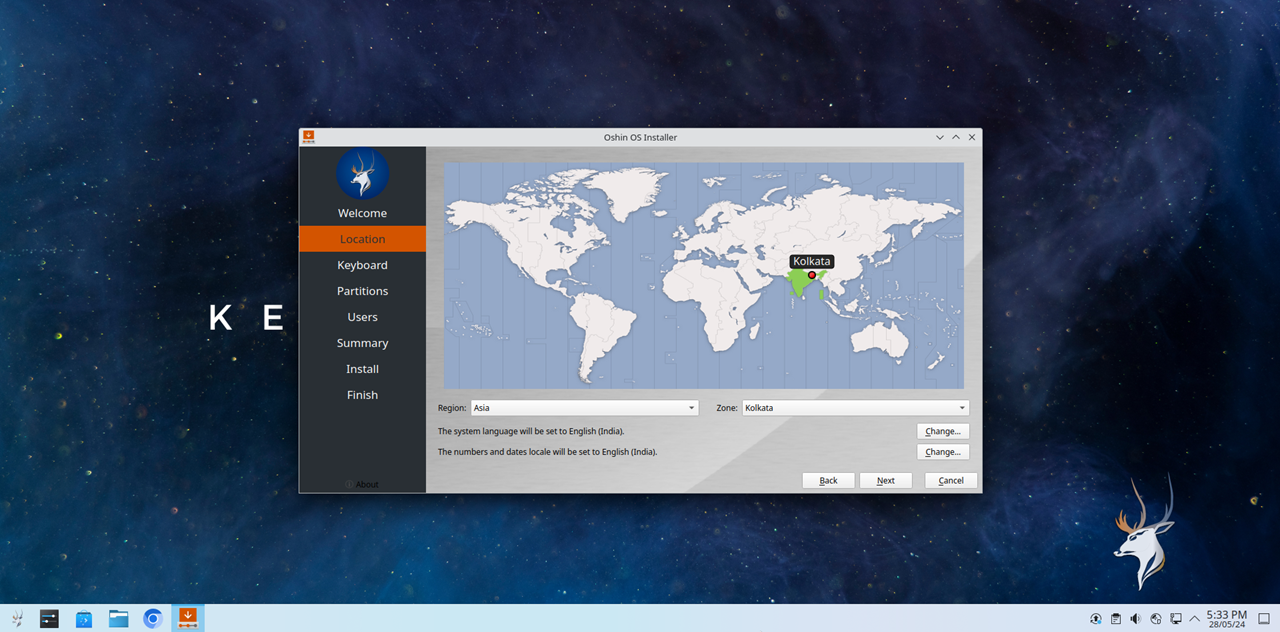 Oshin OS Installer
Welcome
Location
Keyboard
Partitions
Users
Summary
Install
Finish
About
K E
Kolkata
Region: Asia Zone: Kolkata
The system language will be set to English (India). Change...
The numbers and dates locale will be set to English (India). Change...
Back Next Cancel
5:33 PM
28/05/24